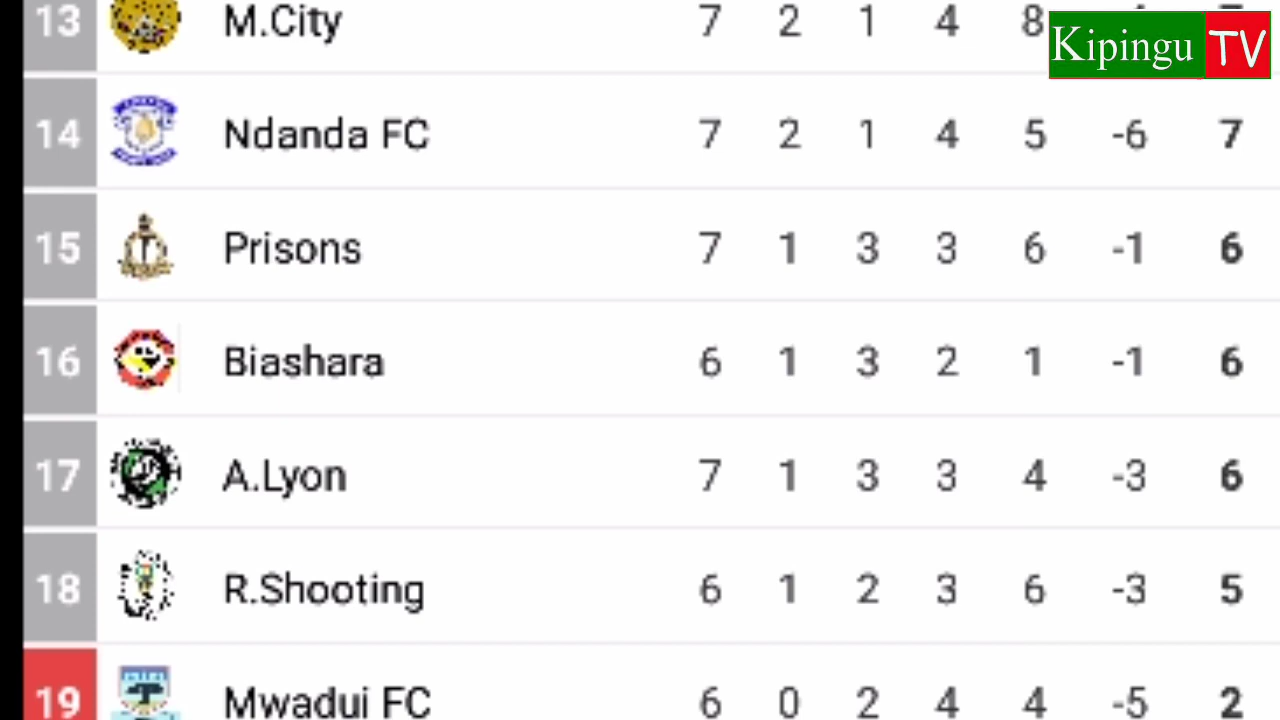 13 M.City 7 2 1 4 8
Kipingu TV
14 Ndanda FC 7 2 1 4 5 -6 7
15 Prisons 7 1 3 3 6 -1 6
16 Biashara 6 1 3 2 1 -1 6
17 A.Lyon 7 1 3 3 4 -3 6
18 R.Shooting 6 1 2 3 6 -3 5
19 Mwadui FC 6 0 2 4 4 -5 2